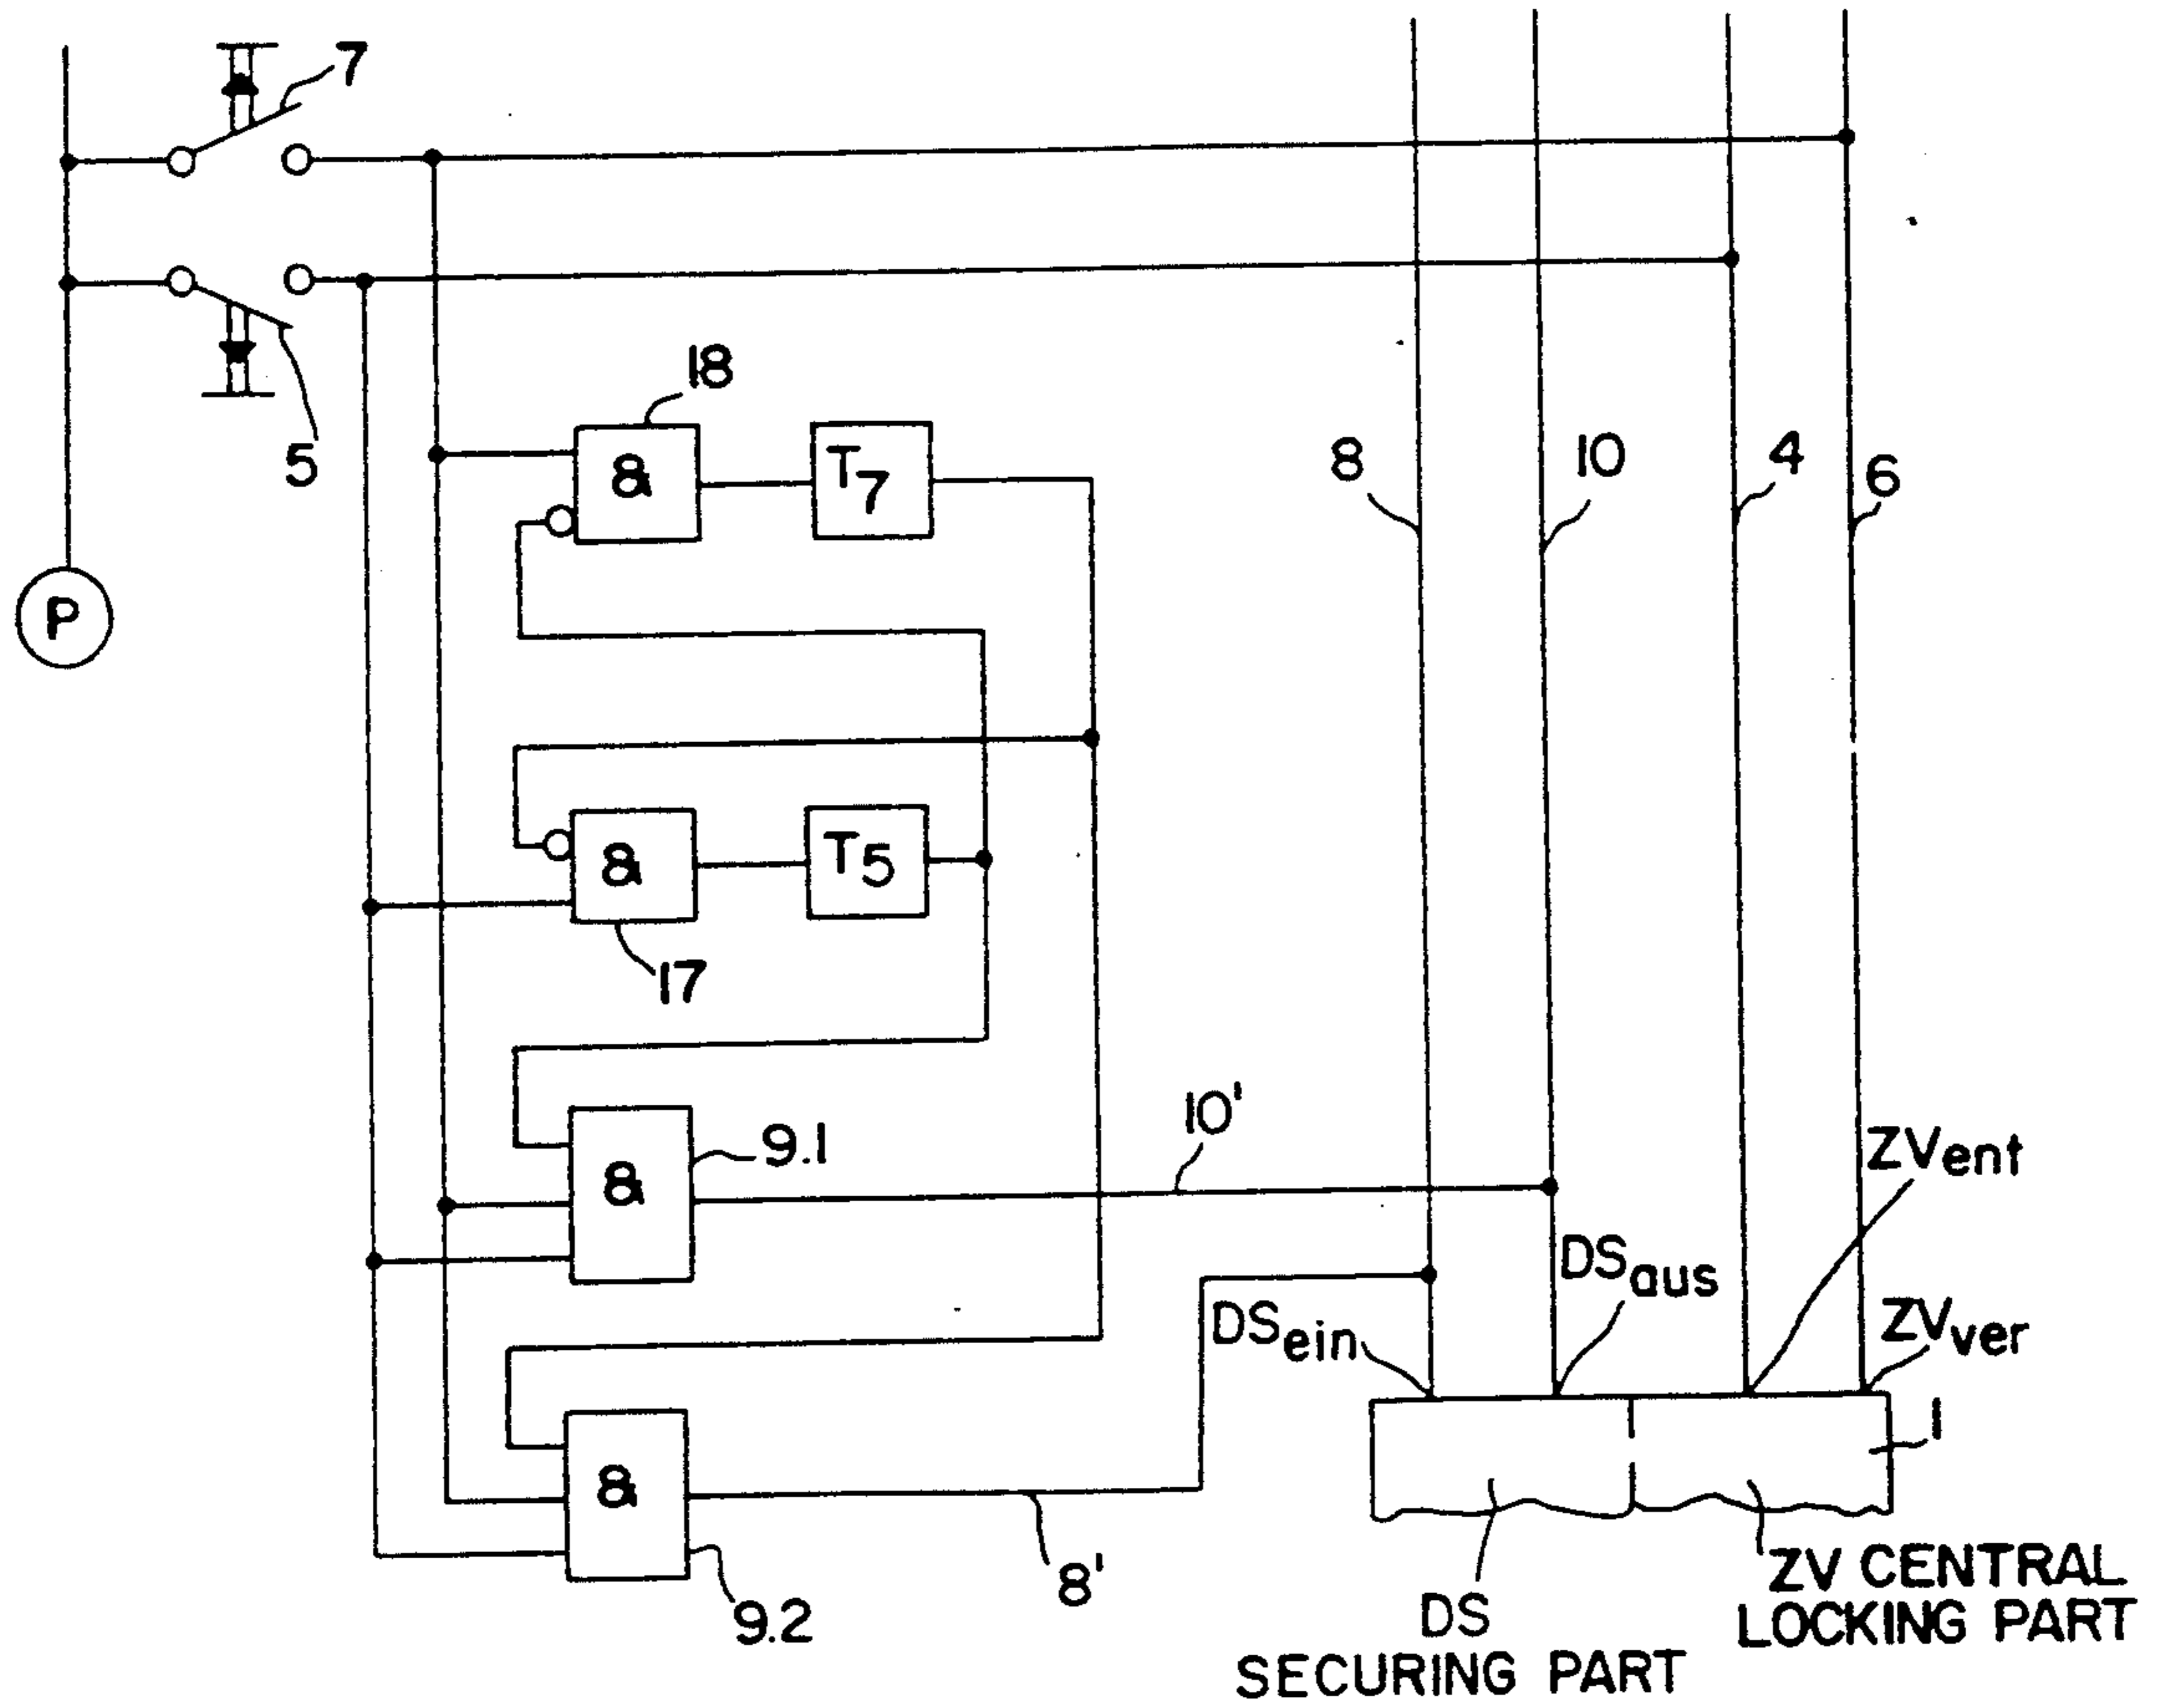 7
5
P
18
&
T7
8
10
4
6
&
T5
17
&
9.1
10'
ZVent
DSaus
DSein
ZVver
1
&
9.2
8'
DS
SECURING PART
ZV CENTRAL
LOCKING PART